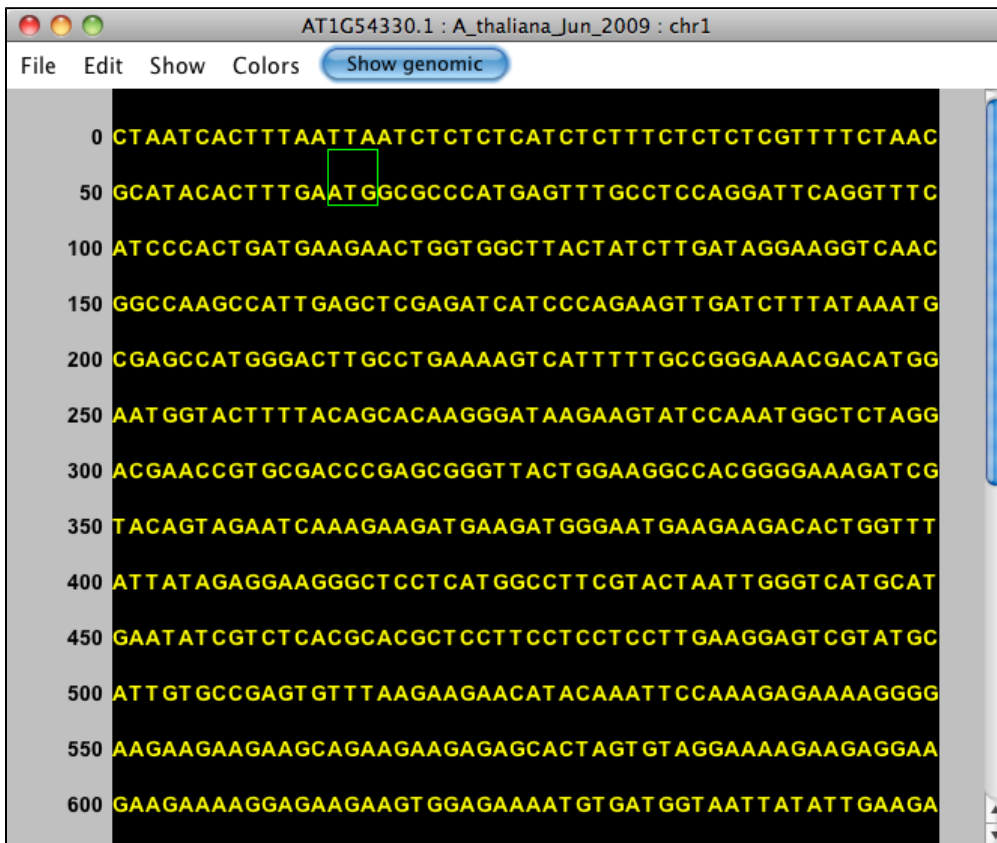 AT1G54330.1 : A_thaliana_Jun_2009 : chr1
File Edit Show Colors Show genomic
0 CTAATCACTTTAATTAATCTCTCTCATCTCTTTCTCTCTCGTTTTCTAAC
50 GCATACACTTTGAATGGCGCCCATGAGTTTGCCTCCAGGATTCAGGTTTC
100 ATCCCACTGATGAAGAACTGGTGGCTTACTATCTTGATAGGAAGGTCAAC
150 GGCCAAGCCATTGAGCTCGAGATCATCCCAGAAGTTGATCTTTATAAATG
200 CGAGCCATGGGACTTGCCTGAAAAGTCATTTTTGCCGGGAAACGACATGG
250 AATGGTACTTTTACAGCACAAGGGATAAGAAGTATCCAAATGGCTCTAGG
300 ACGAACCGTGCGACCCGAGCGGGTTACTGGAAGGCCACGGGGAAAGATCG
350 TACAGTAGAATCAAAGAAGATGAAGATGGGAATGAAGAAGACACTGGTTT
400 ATTATAGAGGAAGGGCTCCTCATGGCCTTCGTACTAATTGGGTCATGCAT
450 GAATATCGTCTCACGCACGCTCCTTCCTCCTCCTTGAAGGAGTCGTATGC
500 ATTGTGCCGAGTGTTTAAGAAGAACATACAAATTCCAAAGAGAAAAGGGG
550 AAGAAGAAGAAGCAGAAGAAGAGAGCACTAGTGTAGGAAAAGAAGAGGAA
600 GAAGAAAAGGAGAAGAAGTGGAGAAAATGTGATGGTAATTATATTGAAGA